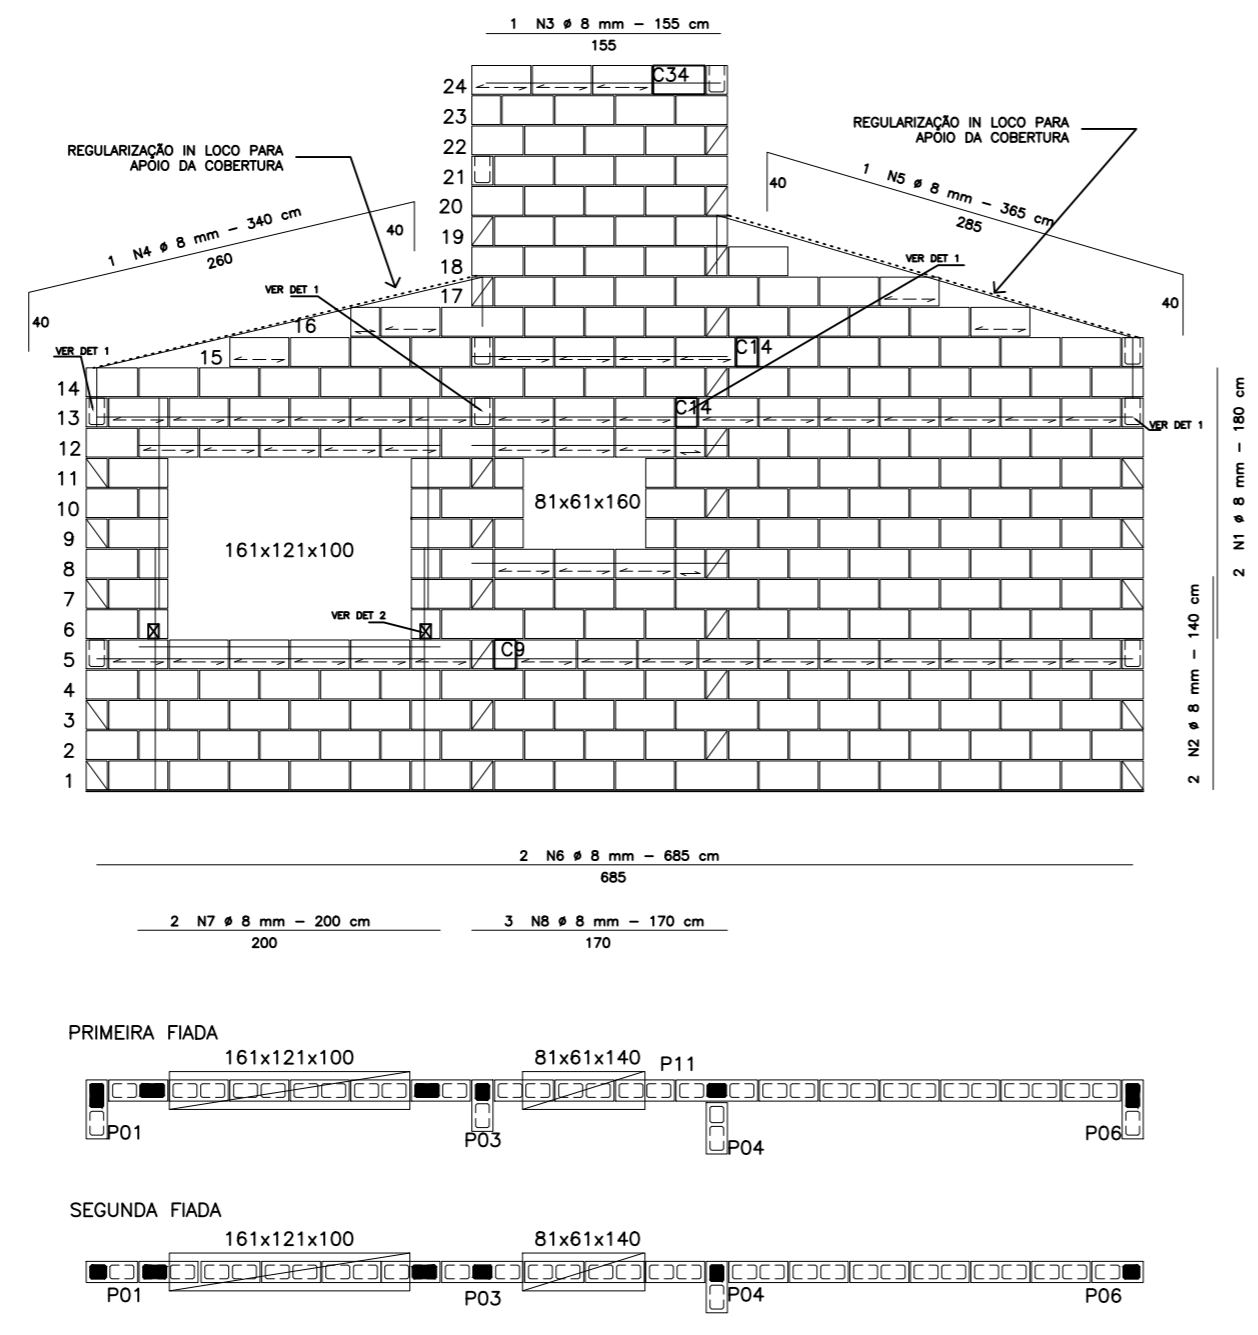 1 N3 ø 8 mm – 155 cm
155
24
C34
23
22
21
20
19
18
17
16
15
14
13
12
11
10
9
8
7
6
5
4
3
2
1
REGULARIZAÇÃO IN LOCO PARA
APOIO DA COBERTURA
REGULARIZAÇÃO IN LOCO PARA
APOIO DA COBERTURA
1 N4 ø 8 mm – 340 cm
260
40
40
1 N5 ø 8 mm – 365 cm
285
40
40
VER DET 1
VER DET 1
VER DET 1
VER DET 1
C14
C14
161x121x100
81x61x160
VER DET 2
C9
2 N1 ø 8 mm – 180 cm
2 N2 ø 8 mm – 140 cm
2 N6 ø 8 mm – 685 cm
685
2 N7 ø 8 mm – 200 cm
200
3 N8 ø 8 mm – 170 cm
170
PRIMEIRA FIADA
161x121x100
81x61x140
P11
P01
P03
P04
P06
SEGUNDA FIADA
161x121x100
81x61x140
P01
P03
P04
P06